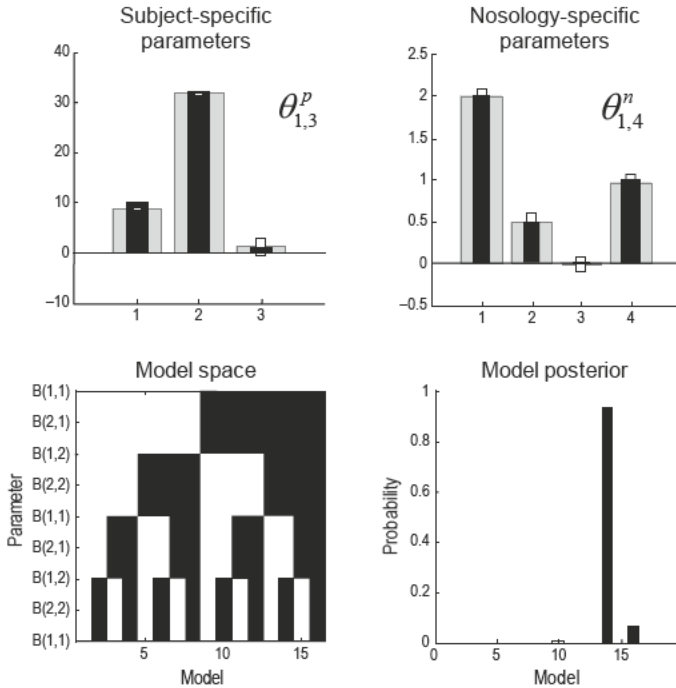 Subject-specific
parameters
40
30
20
10
0
–10
θ^p_{1,3}
1 2 3
Nosology-specific
parameters
2.5
2
1.5
1
0.5
0
–0.5
θ^n_{1,4}
1 2 3 4
Model space
Parameter
B(1,1)
B(2,1)
B(1,2)
B(2,2)
B(1,1)
B(2,1)
B(1,2)
B(2,2)
B(1,1)
5 10 15
Model
Model posterior
Probability
1
0.8
0.6
0.4
0.2
0
0 5 10 15
Model